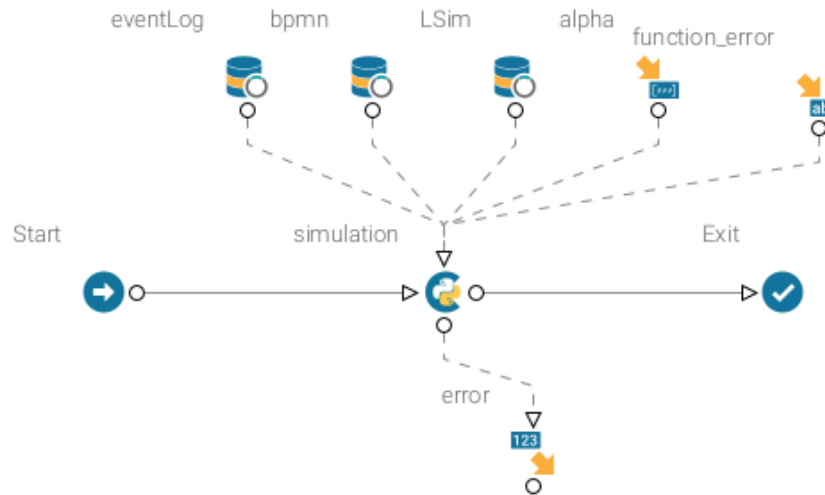 eventLog
bpmn
LSim
alpha
function_error
[***]
ab
Start
simulation
Exit
error
123